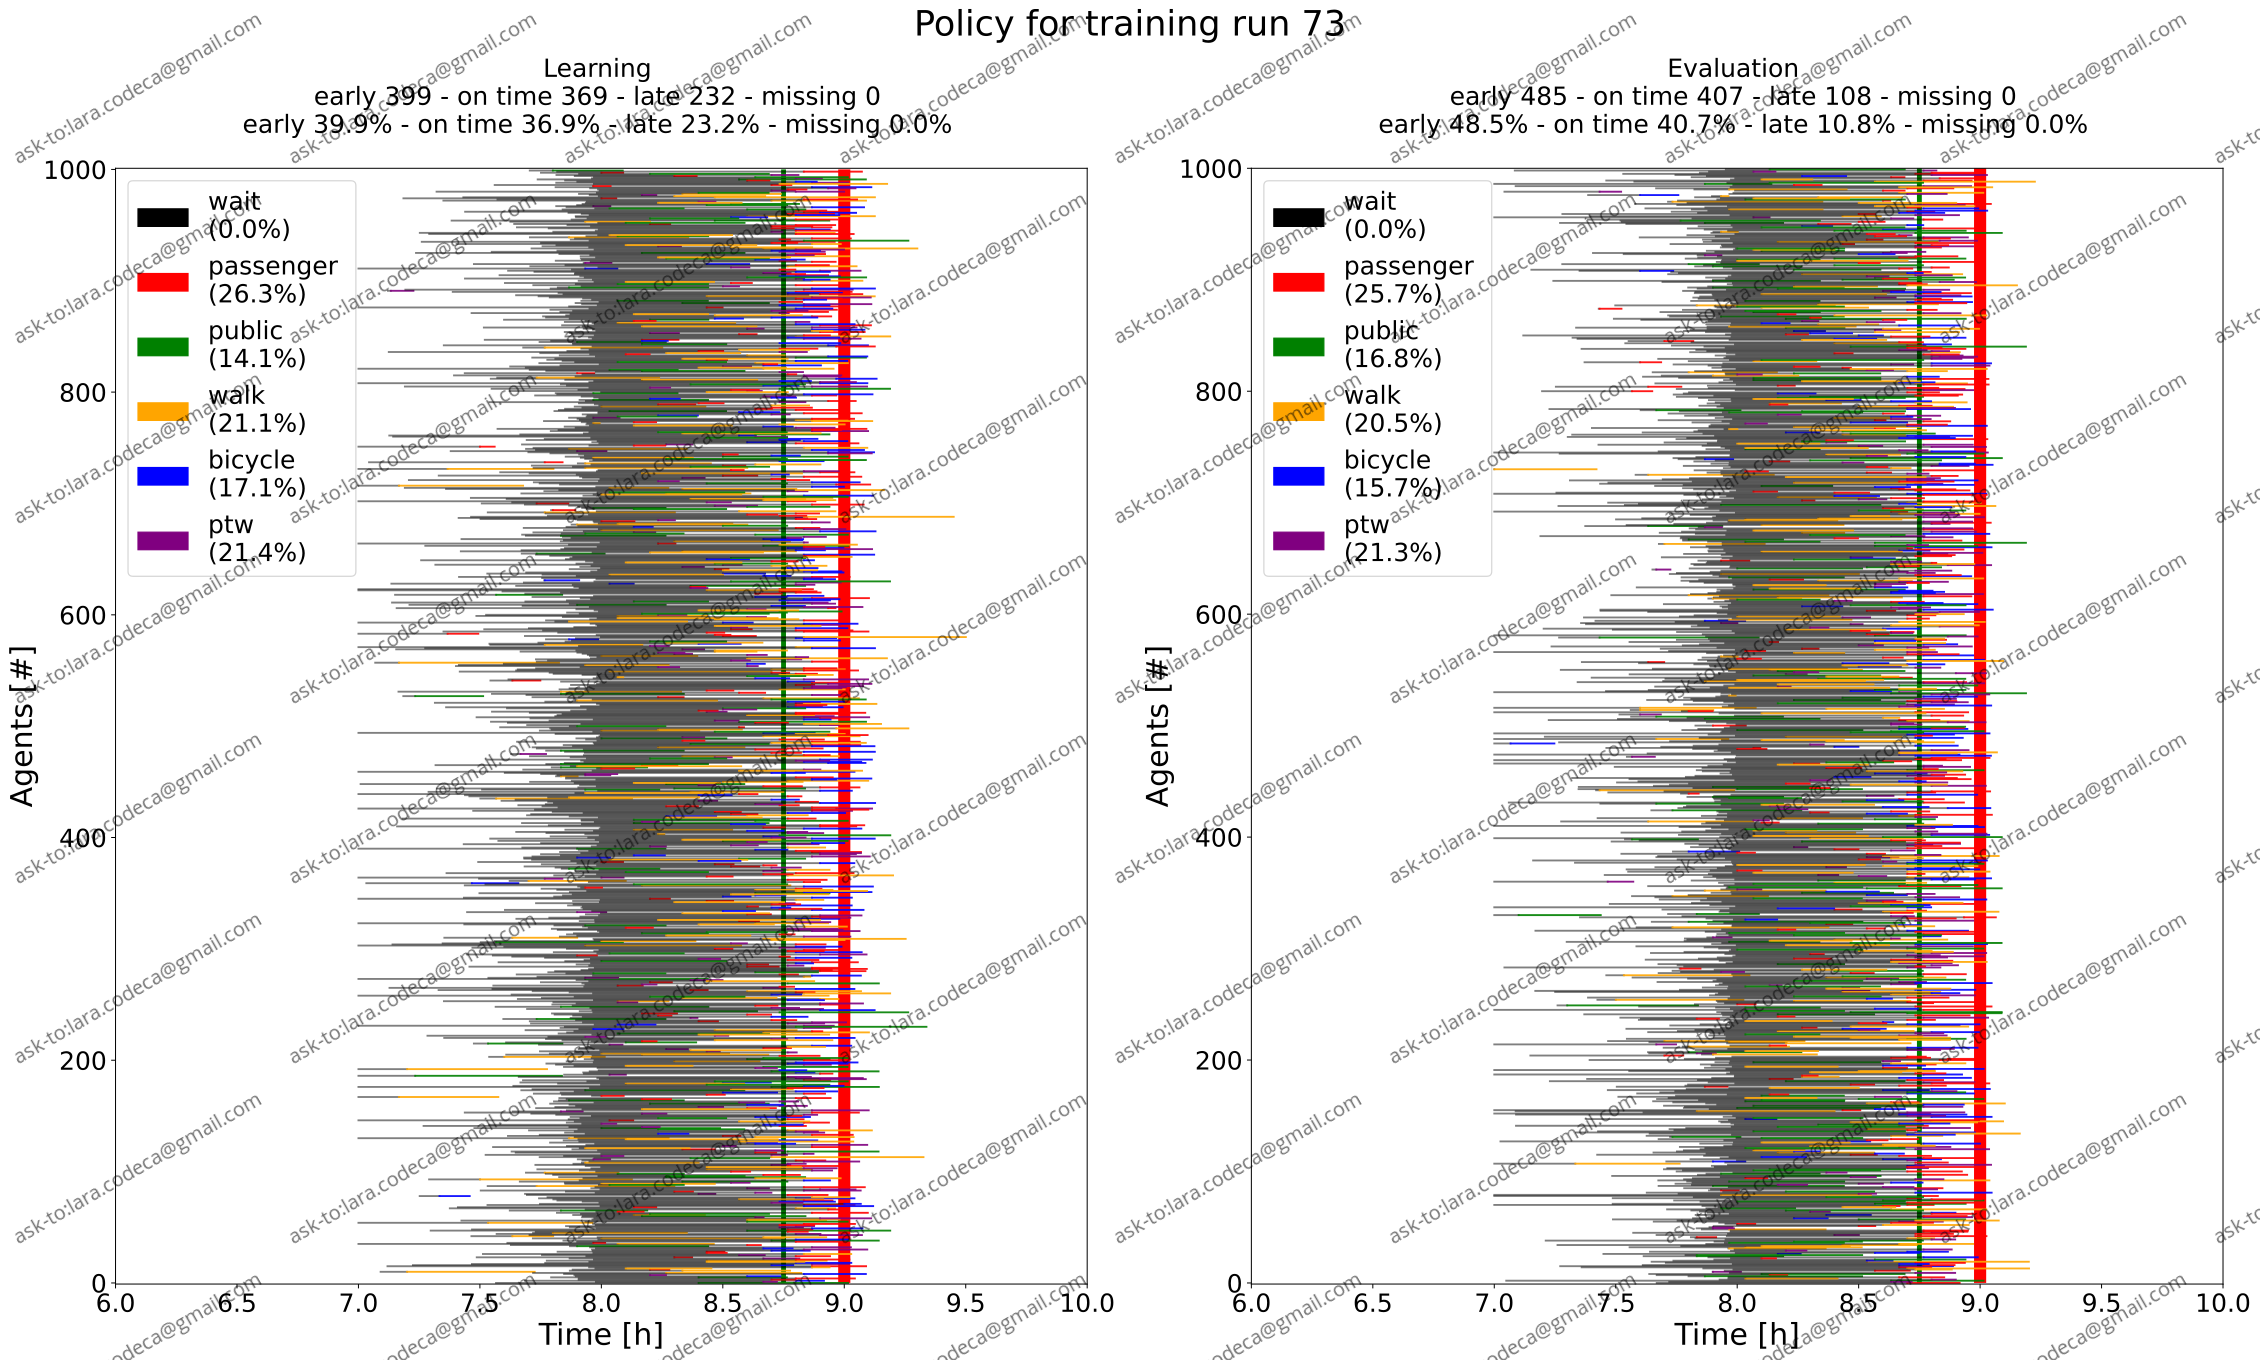 Policy for training run 73
Learning
early 399 - on time 369 - late 232 - missing 0
early 39.9% - on time 36.9% - late 23.2% - missing 0.0%
1000
800
600
400
200
0
Agents [#]
wait
(0.0%)
passenger
(26.3%)
public
(14.1%)
walk
(21.1%)
bicycle
(17.1%)
ptw
(21.4%)
6.0 6.5 7.0 7.5 8.0 8.5 9.0 9.5 10.0
Time [h]
Evaluation
early 485 - on time 407 - late 108 - missing 0
early 48.5% - on time 40.7% - late 10.8% - missing 0.0%
1000
800
600
400
200
0
Agents [#]
wait
(0.0%)
passenger
(25.7%)
public
(16.8%)
walk
(20.5%)
bicycle
(15.7%)
ptw
(21.3%)
6.0 6.5 7.0 7.5 8.0 8.5 9.0 9.5 10.0
Time [h]
ask-to:lara.codeca@gmail.com